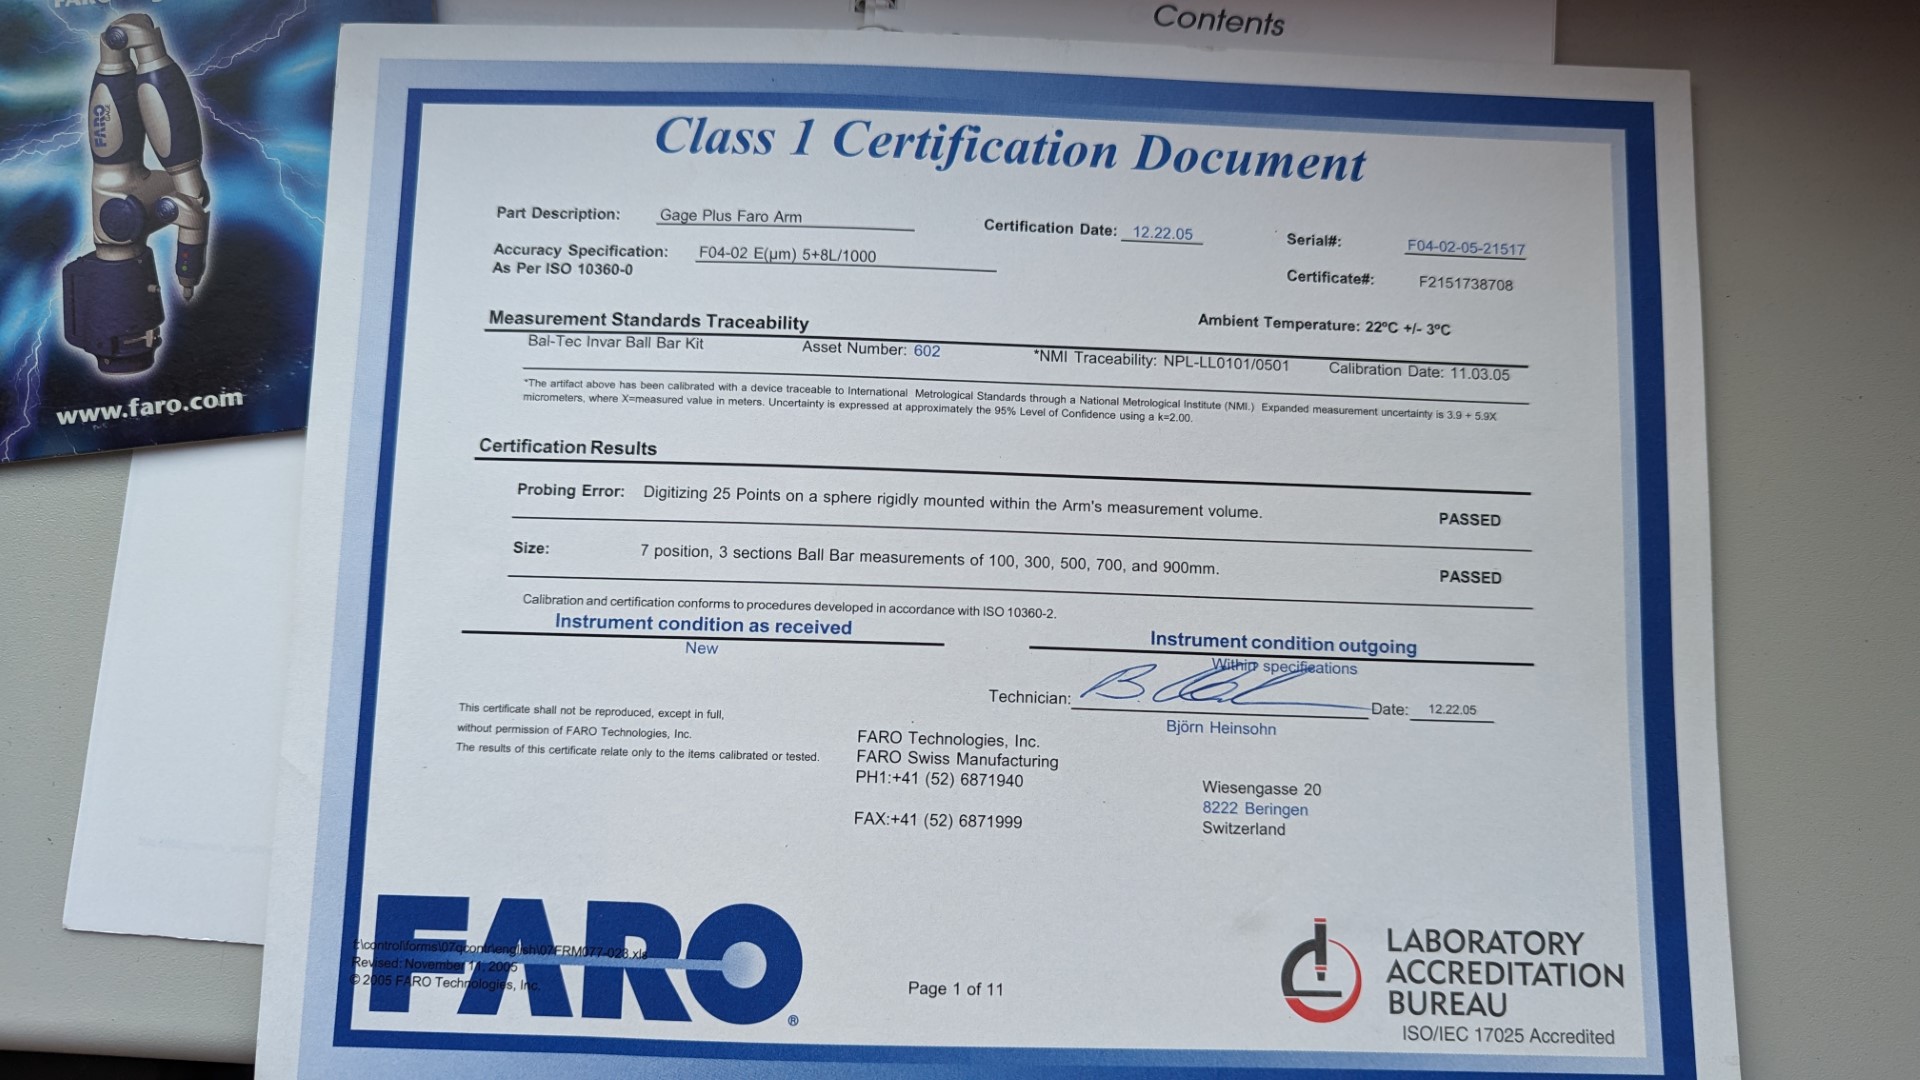 Contents
FARO
www.faro.com
Class 1 Certification Document
Part Description: Gage Plus Faro Arm
Certification Date: 12.22.05
Serial#: F04-02-05-21517
Accuracy Specification: F04-02 E(µm) 5+8L/1000
As Per ISO 10360-0
Certificate#: F2151738708
Measurement Standards Traceability
Ambient Temperature: 22ºC +/- 3ºC
Bal-Tec Invar Ball Bar Kit Asset Number: 602 *NMI Traceability: NPL-LL0101/0501 Calibration Date: 11.03.05
*The artifact above has been calibrated with a device traceable to International Metrological Standards through a National Metrological Institute (NMI.) Expanded measurement uncertainty is 3.9 + 5.9X
micrometers, where X=measured value in meters. Uncertainty is expressed at approximately the 95% Level of Confidence using a k=2.00.
Certification Results
Probing Error: Digitizing 25 Points on a sphere rigidly mounted within the Arm's measurement volume. PASSED
Size: 7 position, 3 sections Ball Bar measurements of 100, 300, 500, 700, and 900mm. PASSED
Calibration and certification conforms to procedures developed in accordance with ISO 10360-2.
Instrument condition as received
New
Instrument condition outgoing
Within specifications
Technician:
Date: 12.22.05
Björn Heinsohn
This certificate shall not be reproduced, except in full,
without permission of FARO Technologies, Inc.
The results of this certificate relate only to the items calibrated or tested.
FARO Technologies, Inc.
FARO Swiss Manufacturing
PH1:+41 (52) 6871940
FAX:+41 (52) 6871999
Wiesengasse 20
8222 Beringen
Switzerland
FARO®
f:\control\forms\07qcont\english\07FRM077-028.xls
Revised: November 11, 2005
© 2005 FARO Technologies, Inc.
Page 1 of 11
LABORATORY
ACCREDITATION
BUREAU
ISO/IEC 17025 Accredited